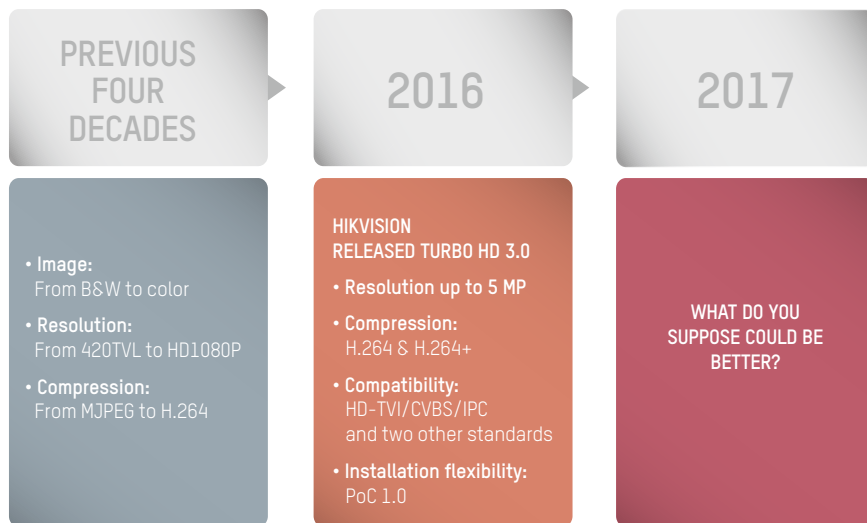 PREVIOUS
FOUR
DECADES
2016
2017
• Image:
From B&W to color
• Resolution:
From 420TVL to HD1080P
• Compression:
From MJPEG to H.264
HIKVISION
RELEASED TURBO HD 3.0
• Resolution up to 5 MP
• Compression:
H.264 & H.264+
• Compatibility:
HD-TVI/CVBS/IPC
and two other standards
• Installation flexibility:
PoC 1.0
WHAT DO YOU
SUPPOSE COULD BE
BETTER?